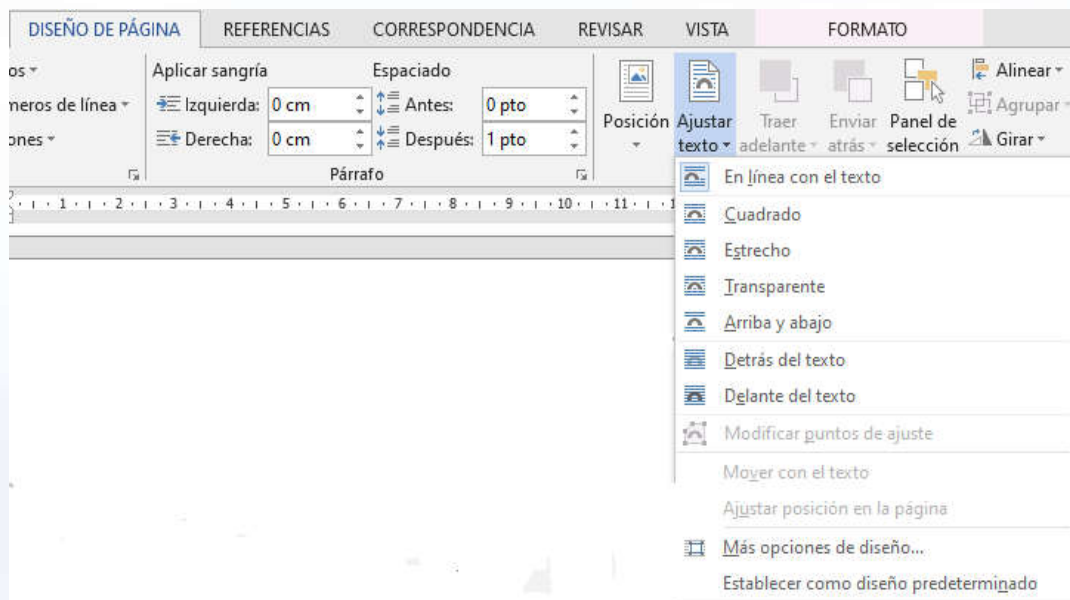 DISEÑO DE PÁGINA REFERENCIAS CORRESPONDENCIA REVISAR VISTA FORMATO
os Aplicar sangría Espaciado Alinear
meros de línea Izquierda: 0 cm Antes: 0 pto Posición Ajustar texto Traer adelante Enviar atrás Panel de selección Agrupar
ones Derecha: 0 cm Después: 1 pto Girar
Párrafo
1 2 3 4 5 6 7 8 9 10 11
En línea con el texto
Cuadrado
Estrecho
Transparente
Arriba y abajo
Detrás del texto
Delante del texto
Modificar puntos de ajuste
Mover con el texto
Ajustar posición en la página
Más opciones de diseño...
Establecer como diseño predeterminado